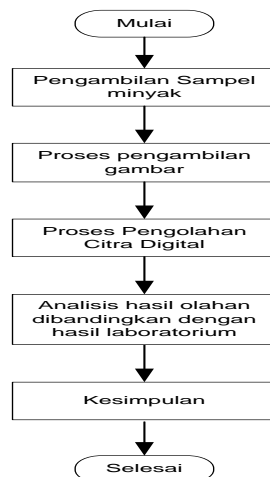 Mulai
Pengambilan Sampel
minyak
Proses pengambilan
gambar
Proses Pengolahan
Citra Digital
Analisis hasil olahan
dibandingkan dengan
hasil laboratorium
Kesimpulan
Selesai